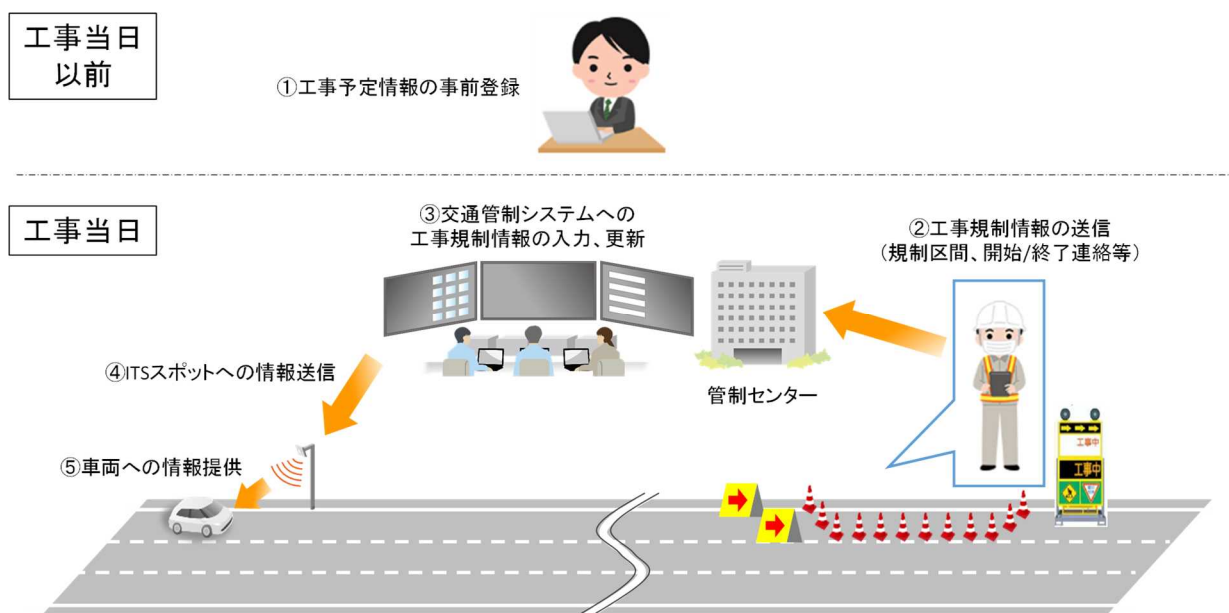 工事当日
以前
①工事予定情報の事前登録
工事当日
③交通管制システムへの
工事規制情報の入力、更新
②工事規制情報の送信
(規制区間、開始/終了連絡等)
④ITSスポットへの情報送信
管制センター
⑤車両への情報提供
工事中
工事中